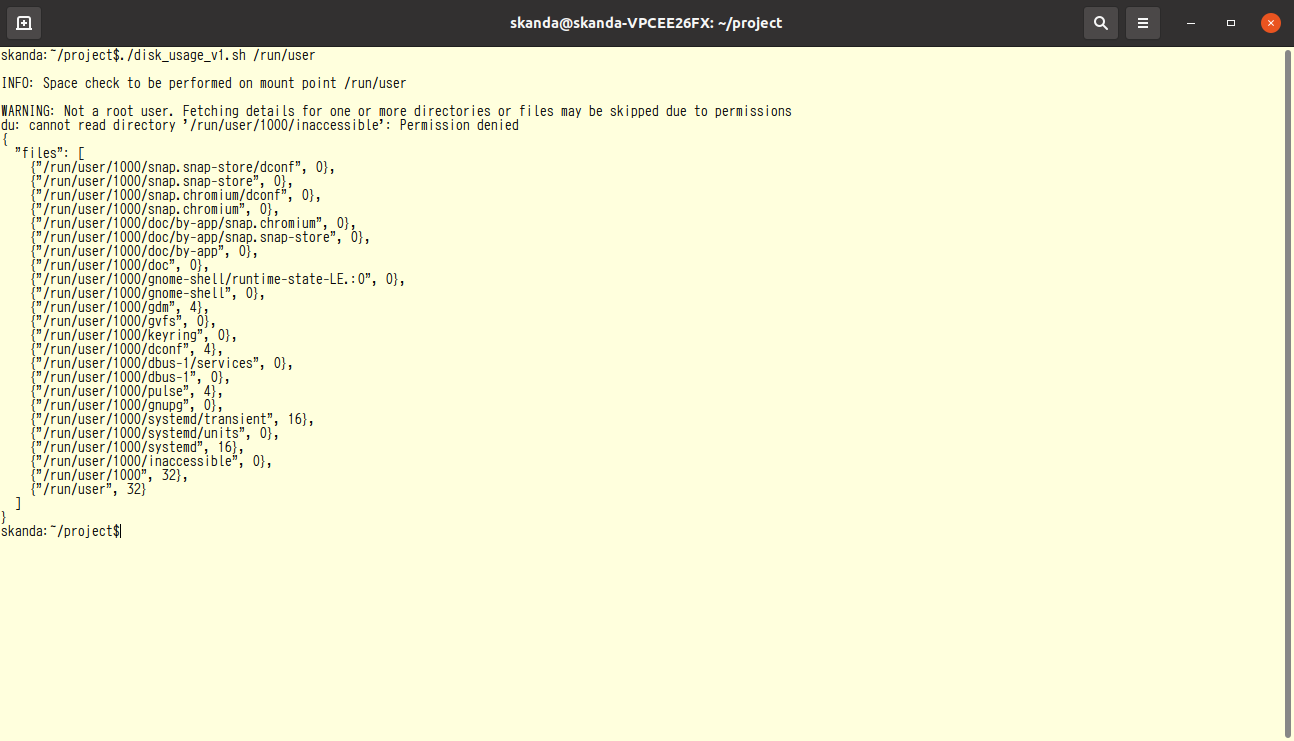 skanda@skanda-VPCEE26FX: ~/project
skanda:~/project$./disk_usage_v1.sh /run/user
INFO: Space check to be performed on mount point /run/user
WARNING: Not a root user. Fetching details for one or more directories or files may be skipped due to permissions
du: cannot read directory '/run/user/1000/inaccessible': Permission denied
{
  "files": [
    {"/run/user/1000/snap.snap-store/dconf", 0},
    {"/run/user/1000/snap.snap-store", 0},
    {"/run/user/1000/snap.chromium/dconf", 0},
    {"/run/user/1000/snap.chromium", 0},
    {"/run/user/1000/doc/by-app/snap.chromium", 0},
    {"/run/user/1000/doc/by-app/snap.snap-store", 0},
    {"/run/user/1000/doc/by-app", 0},
    {"/run/user/1000/doc", 0},
    {"/run/user/1000/gnome-shell/runtime-state-LE.:0", 0},
    {"/run/user/1000/gnome-shell", 0},
    {"/run/user/1000/gdm", 4},
    {"/run/user/1000/gvfs", 0},
    {"/run/user/1000/keyring", 0},
    {"/run/user/1000/dconf", 4},
    {"/run/user/1000/dbus-1/services", 0},
    {"/run/user/1000/dbus-1", 0},
    {"/run/user/1000/pulse", 4},
    {"/run/user/1000/gnupg", 0},
    {"/run/user/1000/systemd/transient", 16},
    {"/run/user/1000/systemd/units", 0},
    {"/run/user/1000/systemd", 16},
    {"/run/user/1000/inaccessible", 0},
    {"/run/user/1000", 32},
    {"/run/user", 32}
  ]
}
skanda:~/project$